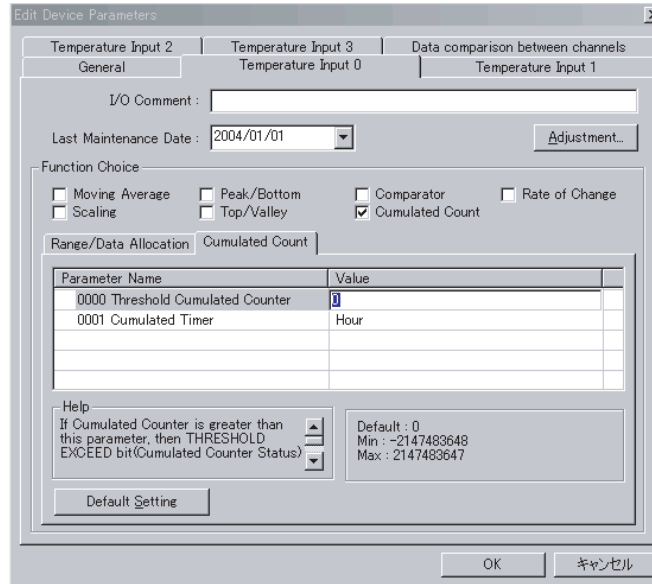 Edit Device Parameters
Temperature Input 2 Temperature Input 3 Data comparison between channels
General Temperature Input 0 Temperature Input 1
I/O Comment :
Last Maintenance Date : 2004/01/01 Adjustment...
Function Choice
Moving Average Peak/Bottom Comparator Rate of Change
Scaling Top/Valley Cumulated Count
Range/Data Allocation Cumulated Count
Parameter Name Value
0000 Threshold Cumulated Counter 0
0001 Cumulated Timer Hour
Help
If Cumulated Counter is greater than
this parameter, then THRESHOLD
EXCEED bit(Cumulated Counter Status)
Default : 0
Min : -2147483648
Max : 2147483647
Default Setting
OK キャンセル